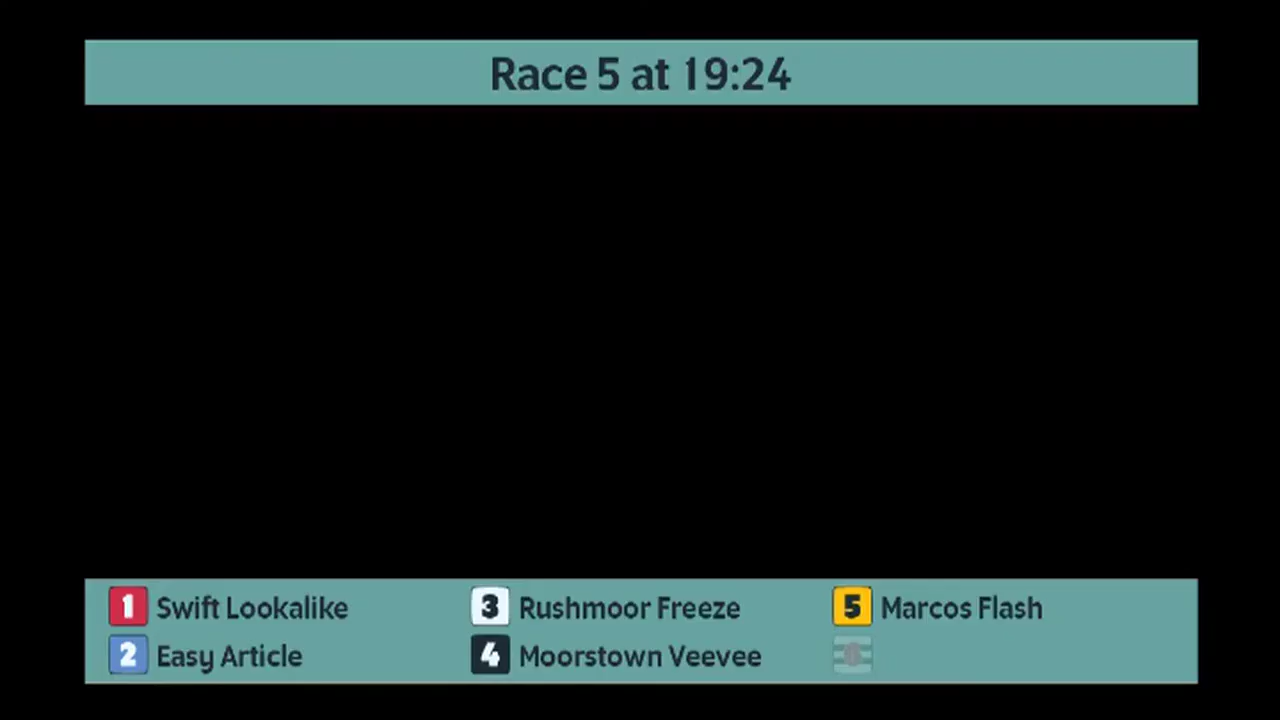 Race 5 at 19:24
1 Swift Lookalike
2 Easy Article
3 Rushmoor Freeze
4 Moorstown Veevee
5 Marcos Flash